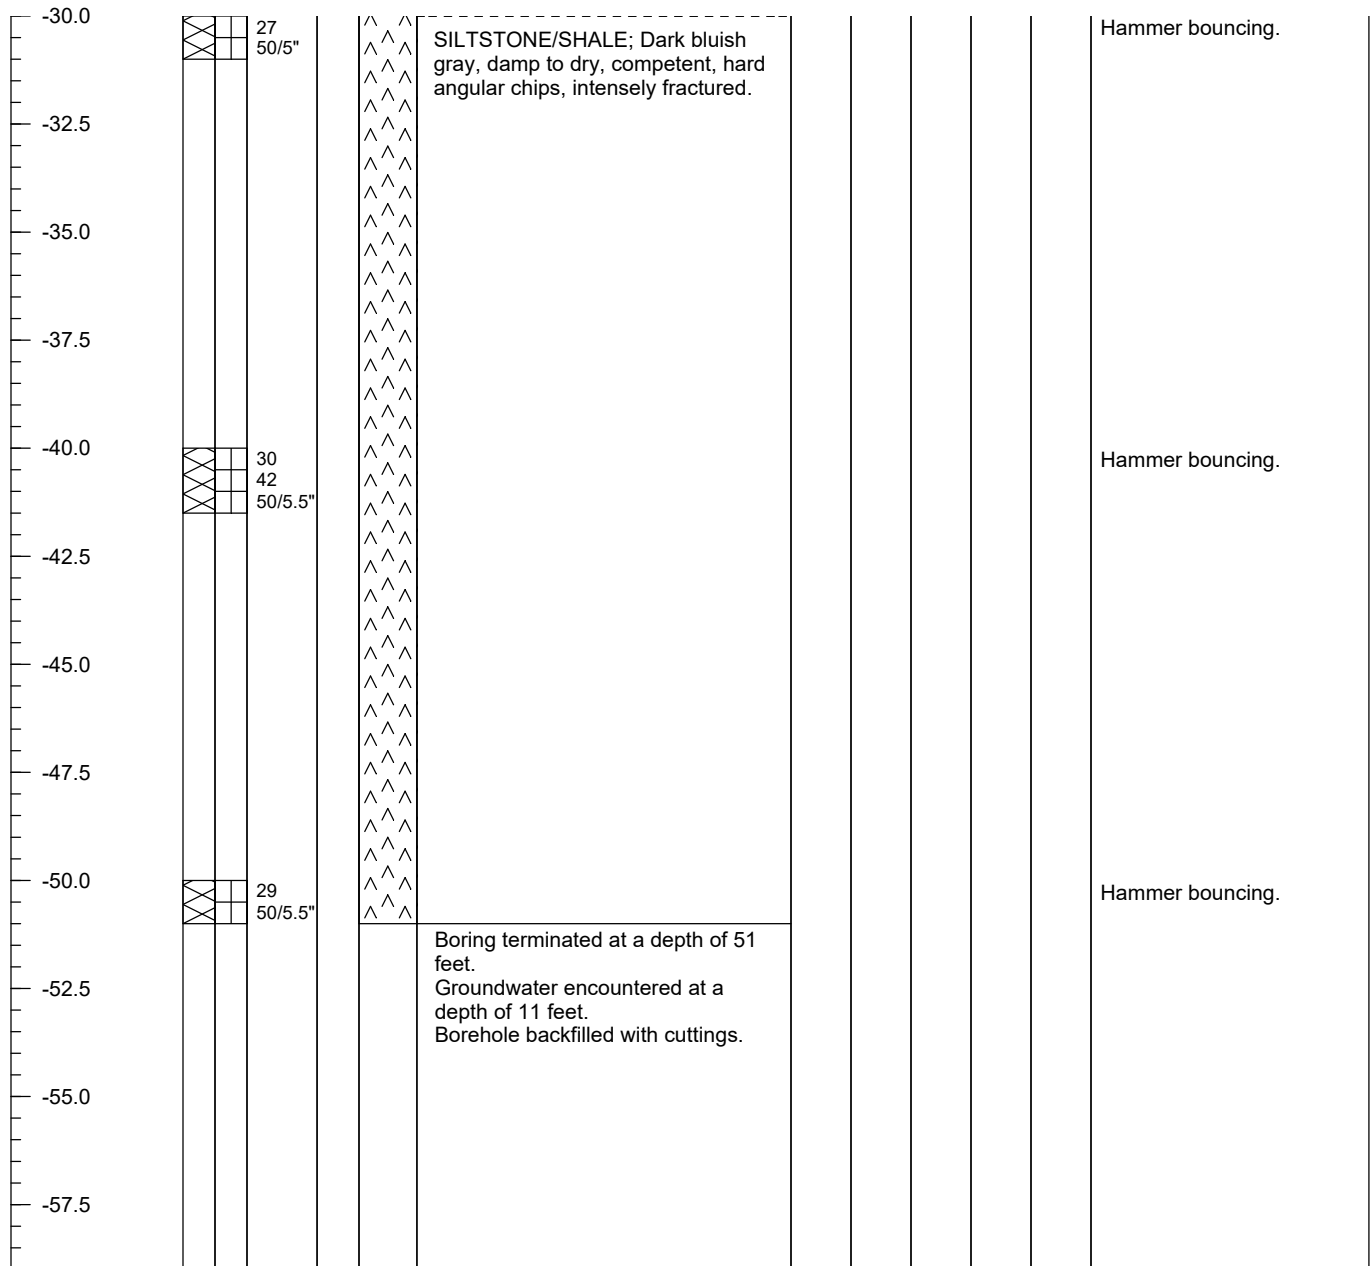 -30.0
27
50/5"
SILTSTONE/SHALE; Dark bluish
gray, damp to dry, competent, hard
angular chips, intensely fractured.
Hammer bouncing.
-32.5
-35.0
-37.5
-40.0
30
42
50/5.5"
Hammer bouncing.
-42.5
-45.0
-47.5
-50.0
29
50/5.5"
Hammer bouncing.
Boring terminated at a depth of 51
feet.
Groundwater encountered at a
depth of 11 feet.
Borehole backfilled with cuttings.
-52.5
-55.0
-57.5